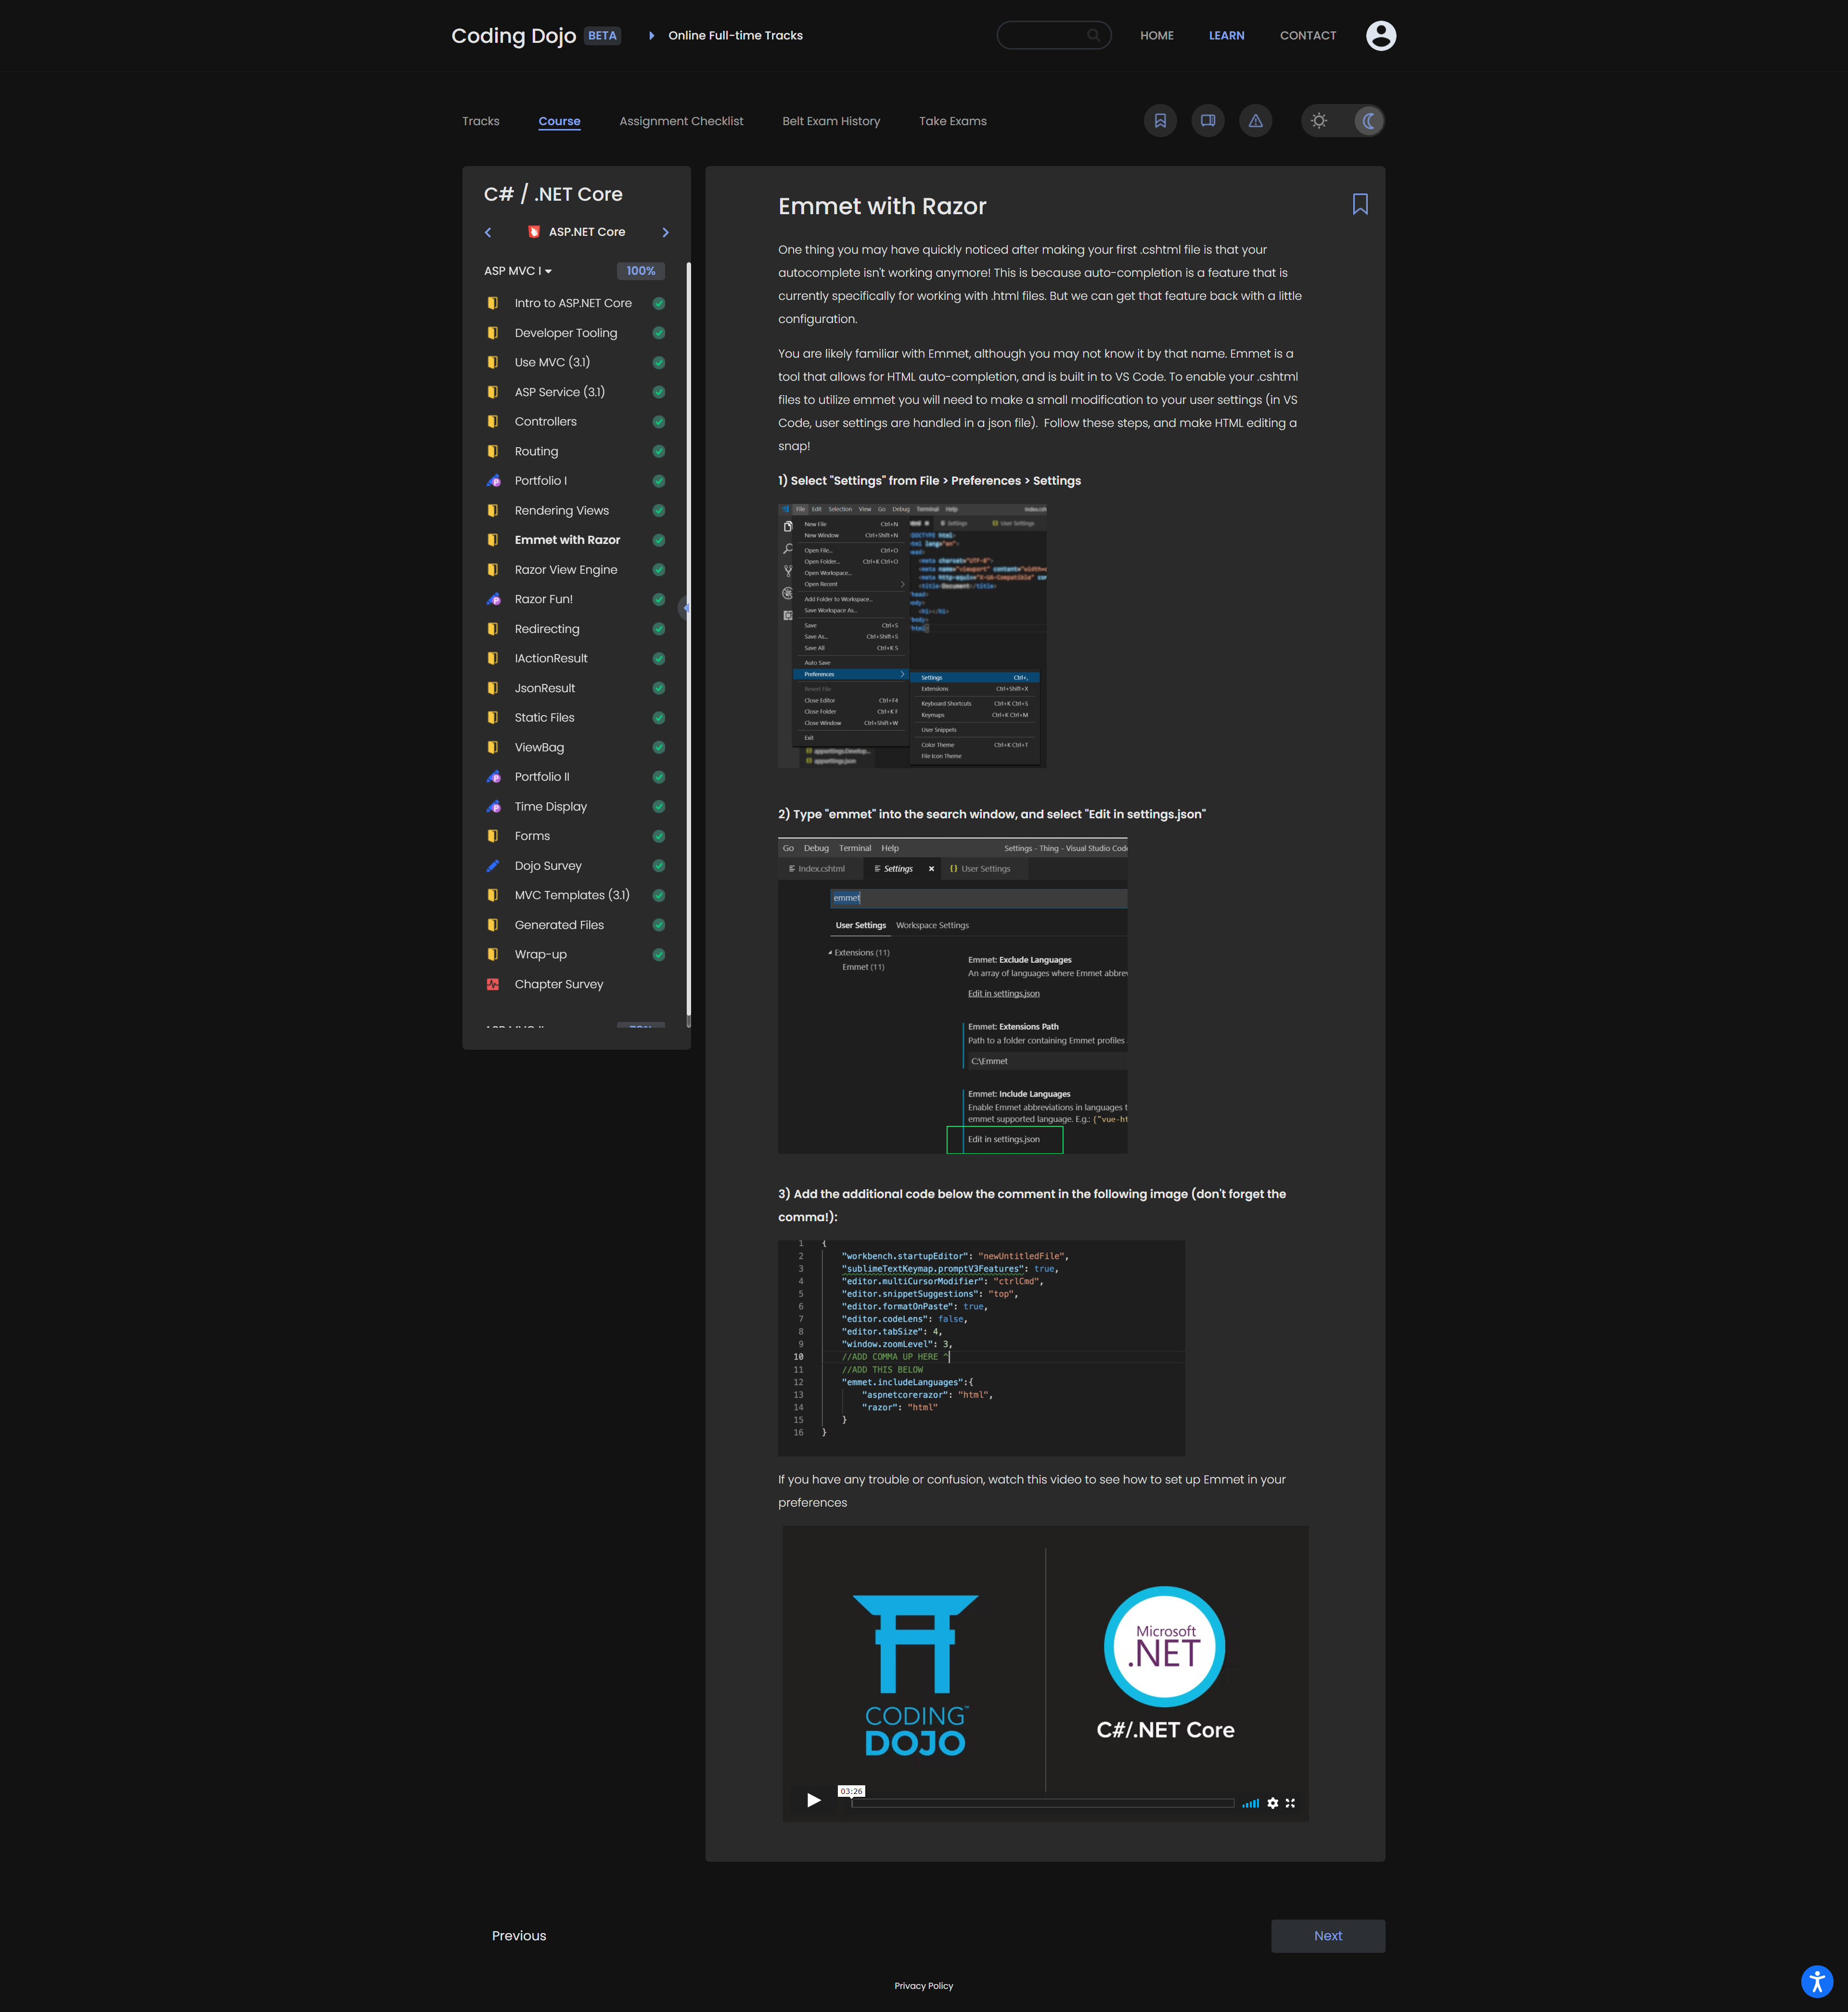 Coding Dojo BETA Online Full-time Tracks HOME LEARN CONTACT
Tracks Course Assignment Checklist Belt Exam History Take Exams
C# / .NET Core
ASP.NET Core
ASP MVC I 100%
Intro to ASP.NET Core
Developer Tooling
Use MVC (3.1)
ASP Service (3.1)
Controllers
Routing
Portfolio I
Rendering Views
Emmet with Razor
Razor View Engine
Razor Fun!
Redirecting
IActionResult
JsonResult
Static Files
ViewBag
Portfolio II
Time Display
Forms
Dojo Survey
MVC Templates (3.1)
Generated Files
Wrap-up
Chapter Survey
Emmet with Razor
One thing you may have quickly noticed after making your first .cshtml file is that your
autocomplete isn't working anymore! This is because auto-completion is a feature that is
currently specifically for working with .html files. But we can get that feature back with a little
configuration.
You are likely familiar with Emmet, although you may not know it by that name. Emmet is a
tool that allows for HTML auto-completion, and is built in to VS Code. To enable your .cshtml
files to utilize emmet you will need to make a small modification to your user settings (in VS
Code, user settings are handled in a json file).  Follow these steps, and make HTML editing a
snap!
1) Select "Settings" from File > Preferences > Settings
File Edit Selection View Go Debug Terminal Help
New File Ctrl+N
New Window Ctrl+Shift+N
Open File... Ctrl+O
Open Folder... Ctrl+K Ctrl+O
Open Workspace...
Open Recent
Add Folder to Workspace...
Save Workspace As...
Save Ctrl+S
Save As... Ctrl+Shift+S
Save All Ctrl+K S
Auto Save
Preferences
Revert File
Close Editor Ctrl+F4
Close Folder Ctrl+K F
Close Window Ctrl+Shift+W
Exit
Settings User Settings
<meta charset="UTF-8">
<title>Document</title>
<h1></h1>
Settings Ctrl+,
Extensions Ctrl+Shift+X
Keyboard Shortcuts Ctrl+K Ctrl+S
Keymaps Ctrl+K Ctrl+M
User Snippets
Color Theme Ctrl+K Ctrl+T
File Icon Theme
appsettings.Develop...
appsettings.json
2) Type "emmet" into the search window, and select "Edit in settings.json"
Go Debug Terminal Help Settings - Thing - Visual Studio Code
Index.cshtml Settings × {} User Settings
emmet
User Settings Workspace Settings
Extensions (11)
Emmet (11)
Emmet: Exclude Languages
An array of languages where Emmet abbrev
Edit in settings.json
Emmet: Extensions Path
Path to a folder containing Emmet profiles
C:\Emmet
Emmet: Include Languages
Enable Emmet abbreviations in languages t
emmet supported language. E.g.: {"vue-ht
Edit in settings.json
3) Add the additional code below the comment in the following image (don't forget the
comma!):
1 {
2 "workbench.startupEditor": "newUntitledFile",
3 "sublimeTextKeymap.promptV3Features": true,
4 "editor.multiCursorModifier": "ctrlCmd",
5 "editor.snippetSuggestions": "top",
6 "editor.formatOnPaste": true,
7 "editor.codeLens": false,
8 "editor.tabSize": 4,
9 "window.zoomLevel": 3,
10 //ADD COMMA UP HERE ^
11 //ADD THIS BELOW
12 "emmet.includeLanguages":{
13 "aspnetcorerazor": "html",
14 "razor": "html"
15 }
16 }
If you have any trouble or confusion, watch this video to see how to set up Emmet in your
preferences
CODING™
DOJO
Microsoft
.NET
C#/.NET Core
03:26
Previous Next
Privacy Policy